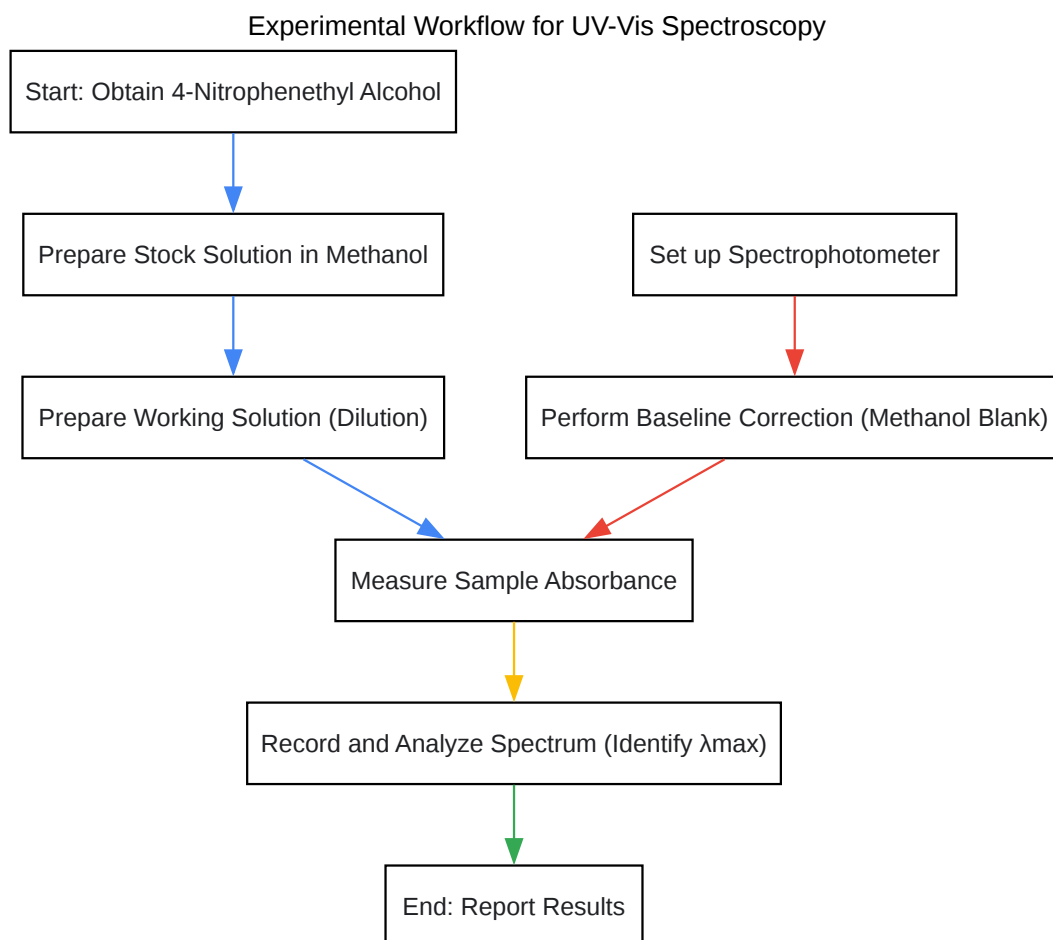 Experimental Workflow for UV-Vis Spectroscopy
Start: Obtain 4-Nitrophenethyl Alcohol
Prepare Stock Solution in Methanol
Set up Spectrophotometer
Prepare Working Solution (Dilution)
Perform Baseline Correction (Methanol Blank)
Measure Sample Absorbance
Record and Analyze Spectrum (Identify λmax)
End: Report Results